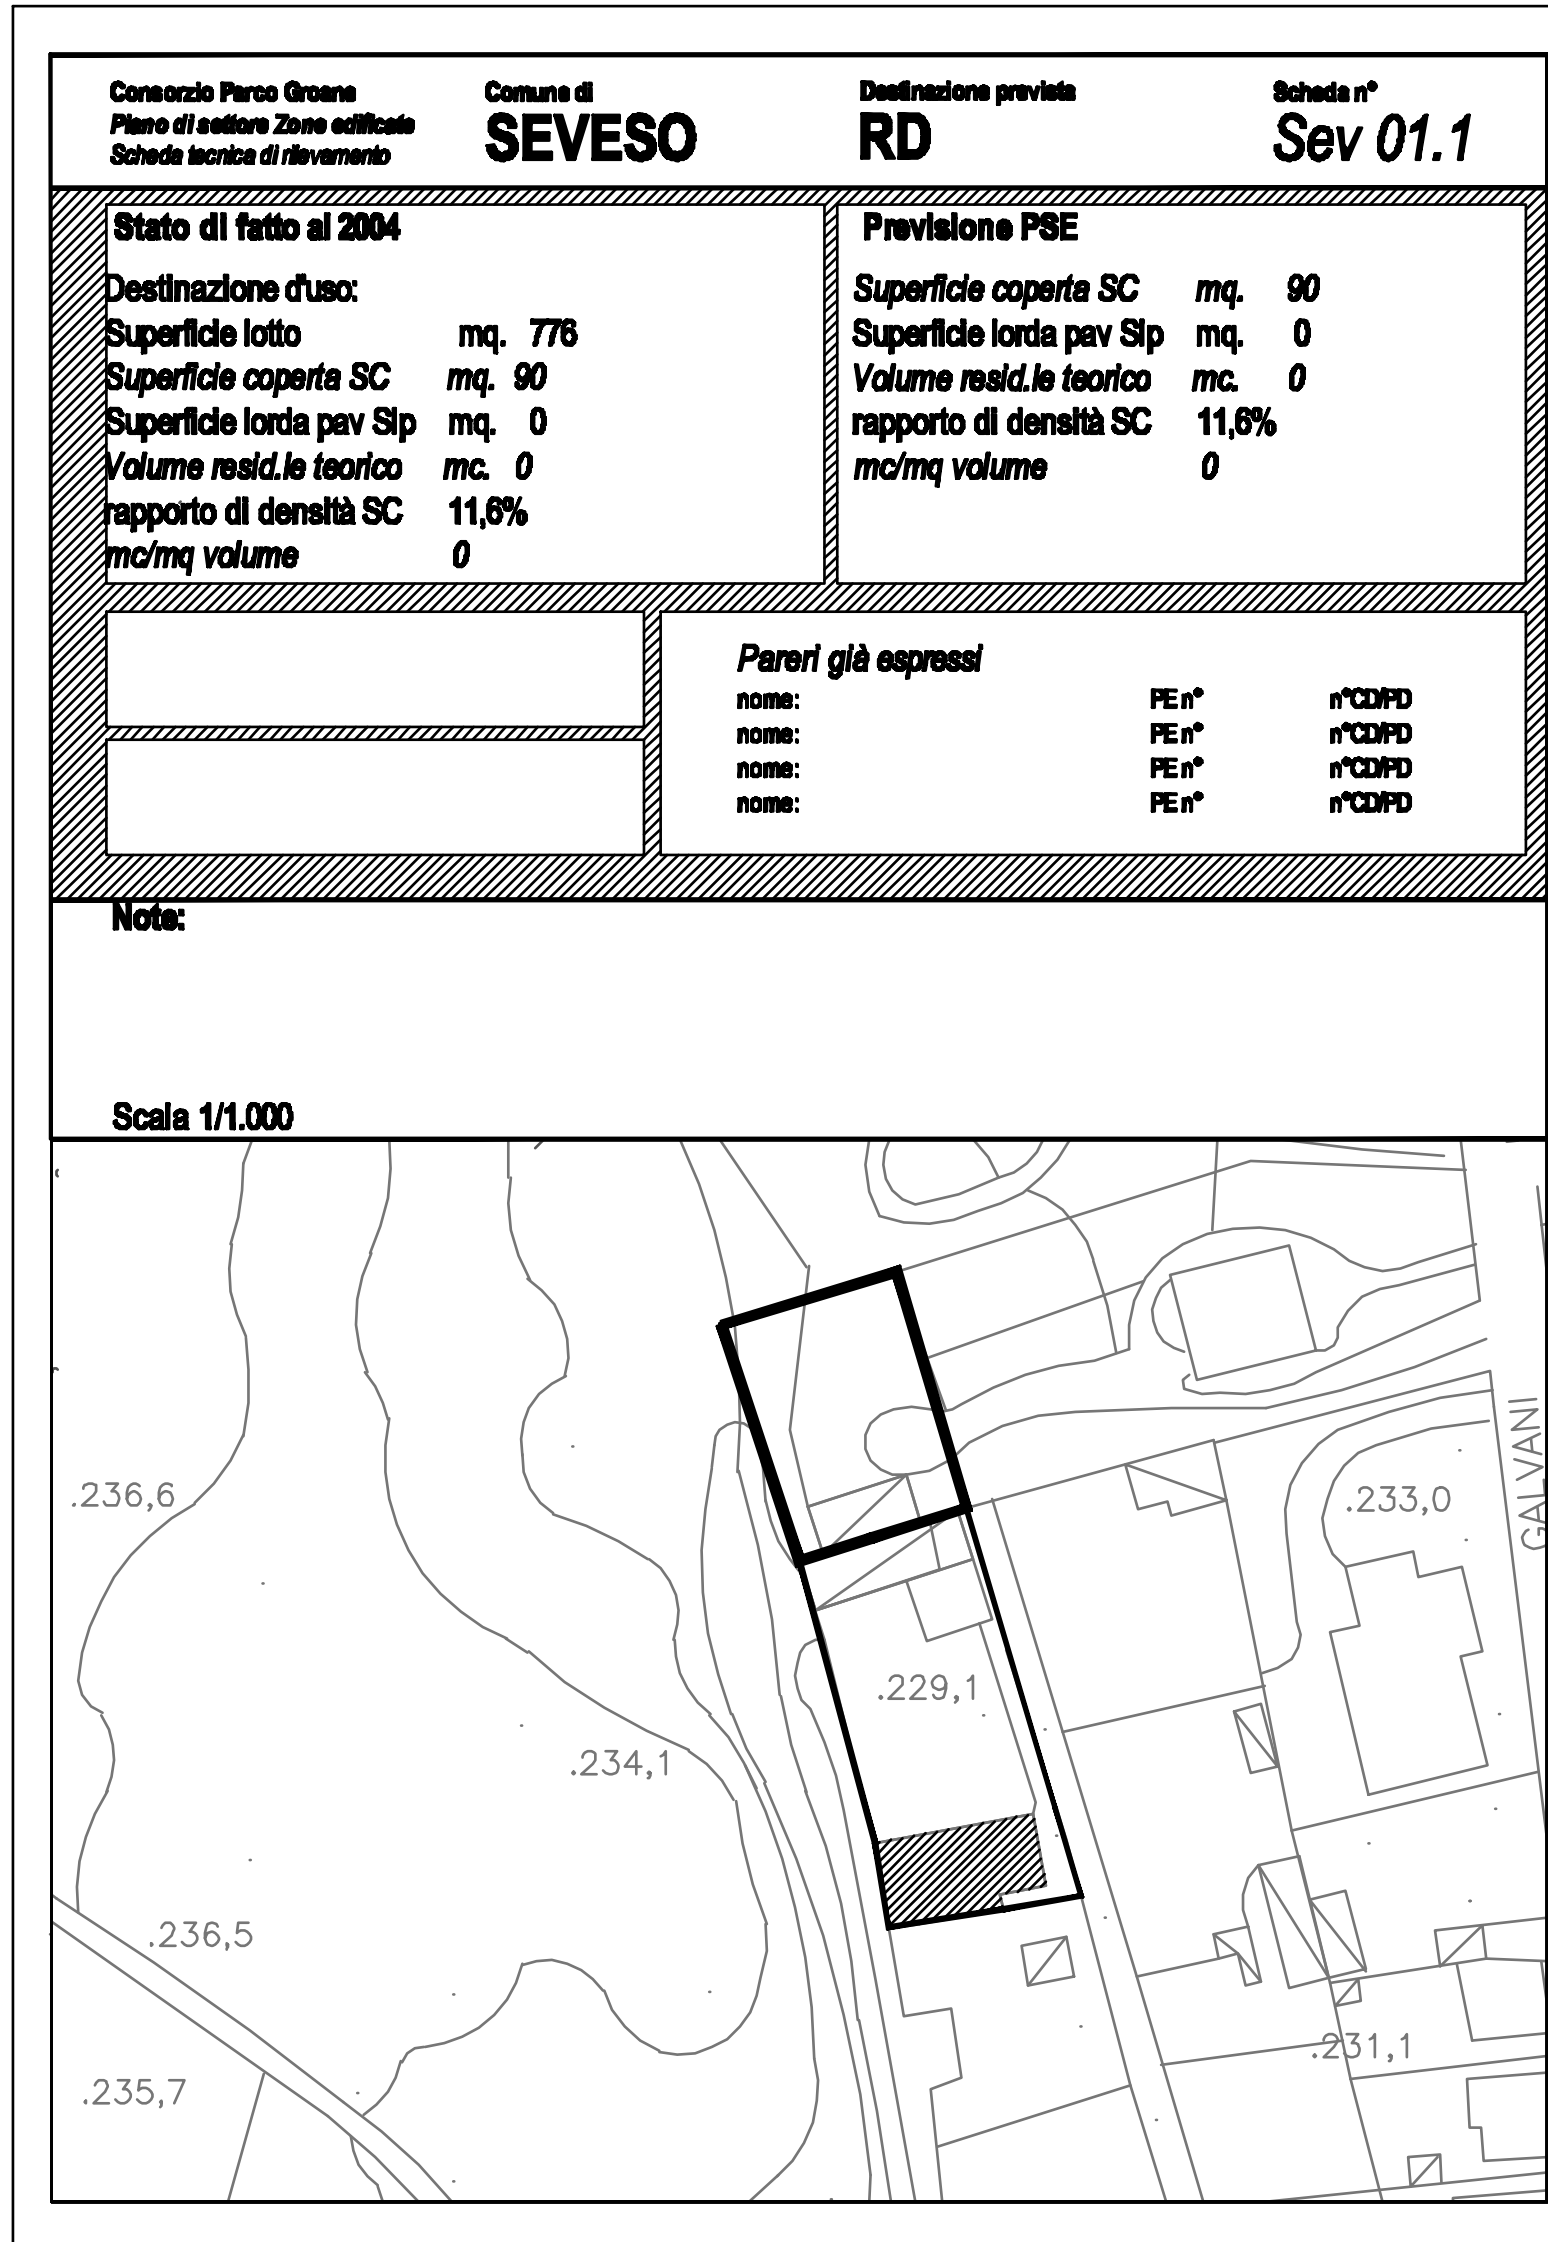 Consorzio Parco Groane
Piano di settore Zone edificate
Scheda tecnica di rilevamento
Comune di
SEVESO
Destinazione prevista
RD
Scheda n°
Sev 01.1
Stato di fatto al 2004
Destinazione d'uso:
Superficie lotto mq. 776
Superficie coperta SC mq. 90
Superficie lorda pav Slp mq. 0
Volume resid.le teorico mc. 0
rapporto di densità SC 11,6%
mc/mq volume 0
Previsione PSE
Superficie coperta SC mq. 90
Superficie lorda pav Slp mq. 0
Volume resid.le teorico mc. 0
rapporto di densità SC 11,6%
mc/mq volume 0
Pareri già espressi
nome: PE n° n°CD/PD
nome: PE n° n°CD/PD
nome: PE n° n°CD/PD
nome: PE n° n°CD/PD
Note:
Scala 1/1.000
GALVANI
.236,6
.233,0
.229,1
.234,1
.236,5
.231,1
.235,7